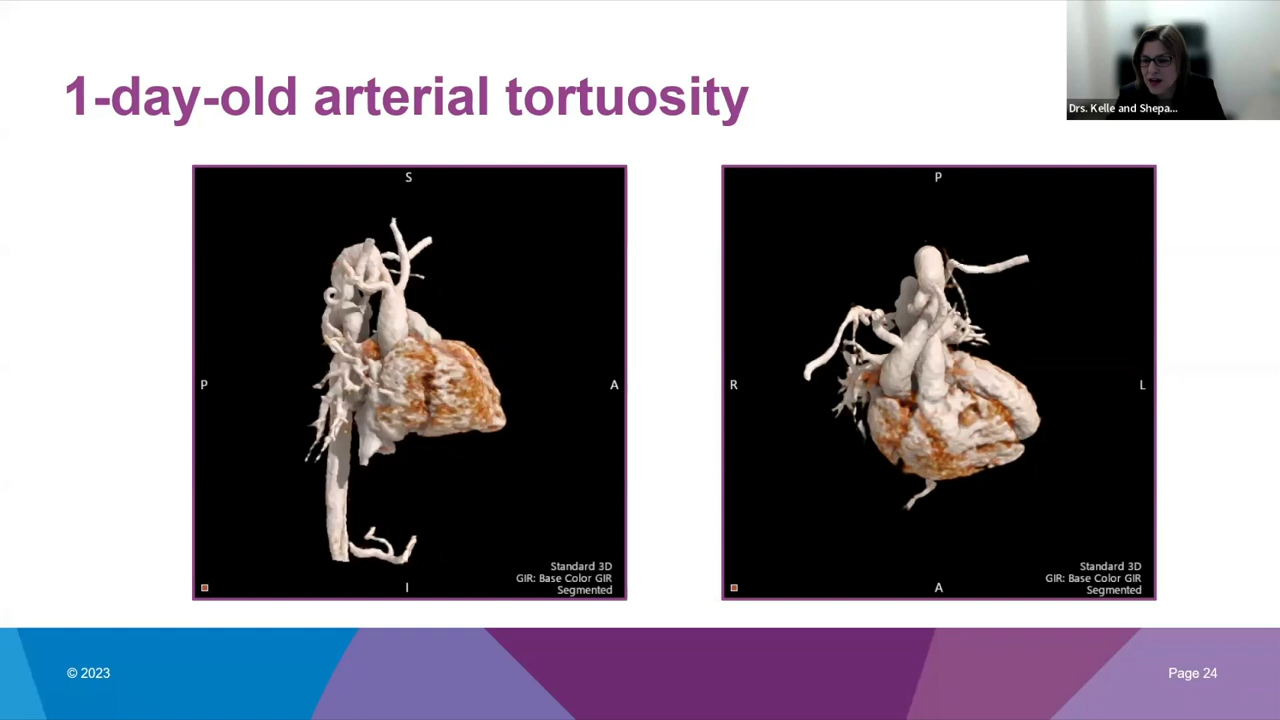 1-day-old arterial tortuosity
Drs. Kelle and Shepa...
S
P
A
I
Standard 3D
GIR: Base Color GIR
Segmented
P
R
L
A
Standard 3D
GIR: Base Color GIR
Segmented
© 2023
Page 24